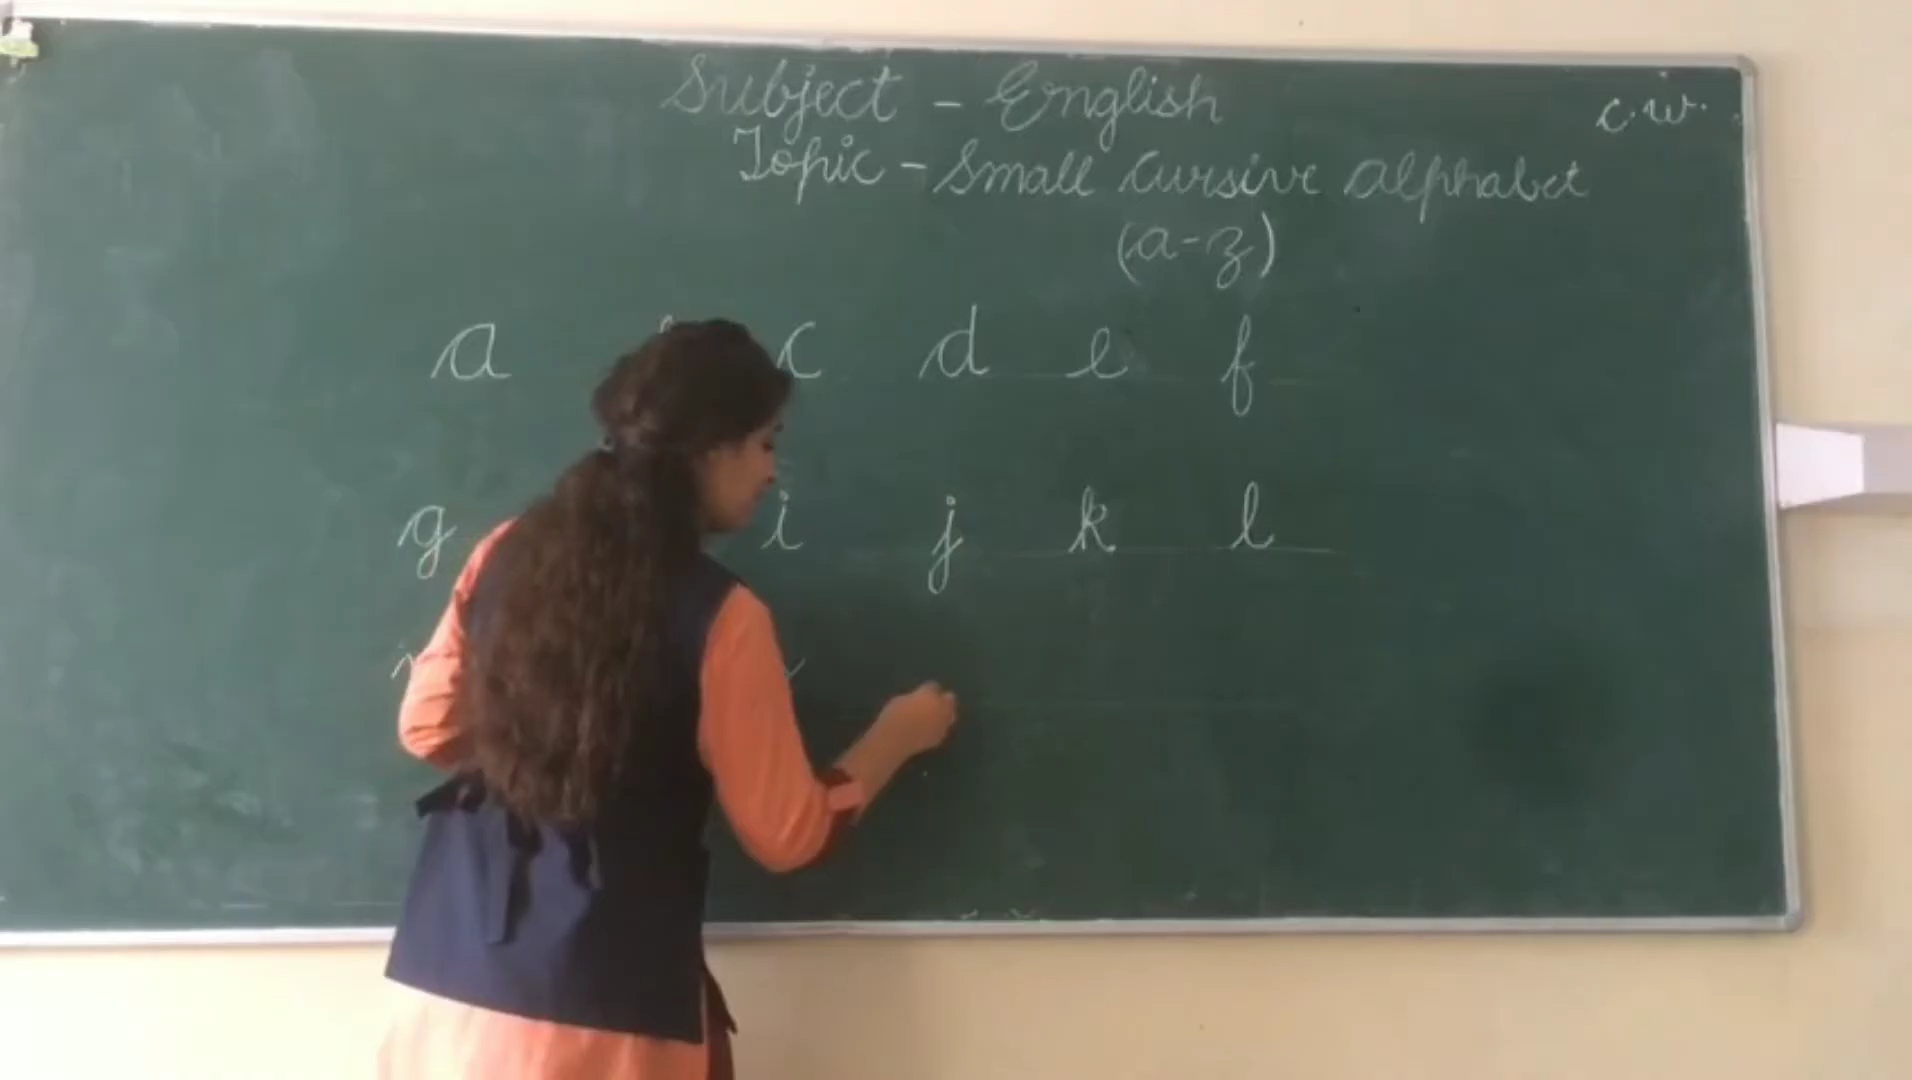 Subject - English
c.w.
Topic - Small cursive alphabet
(a-z)
a c d e f
g i j k l